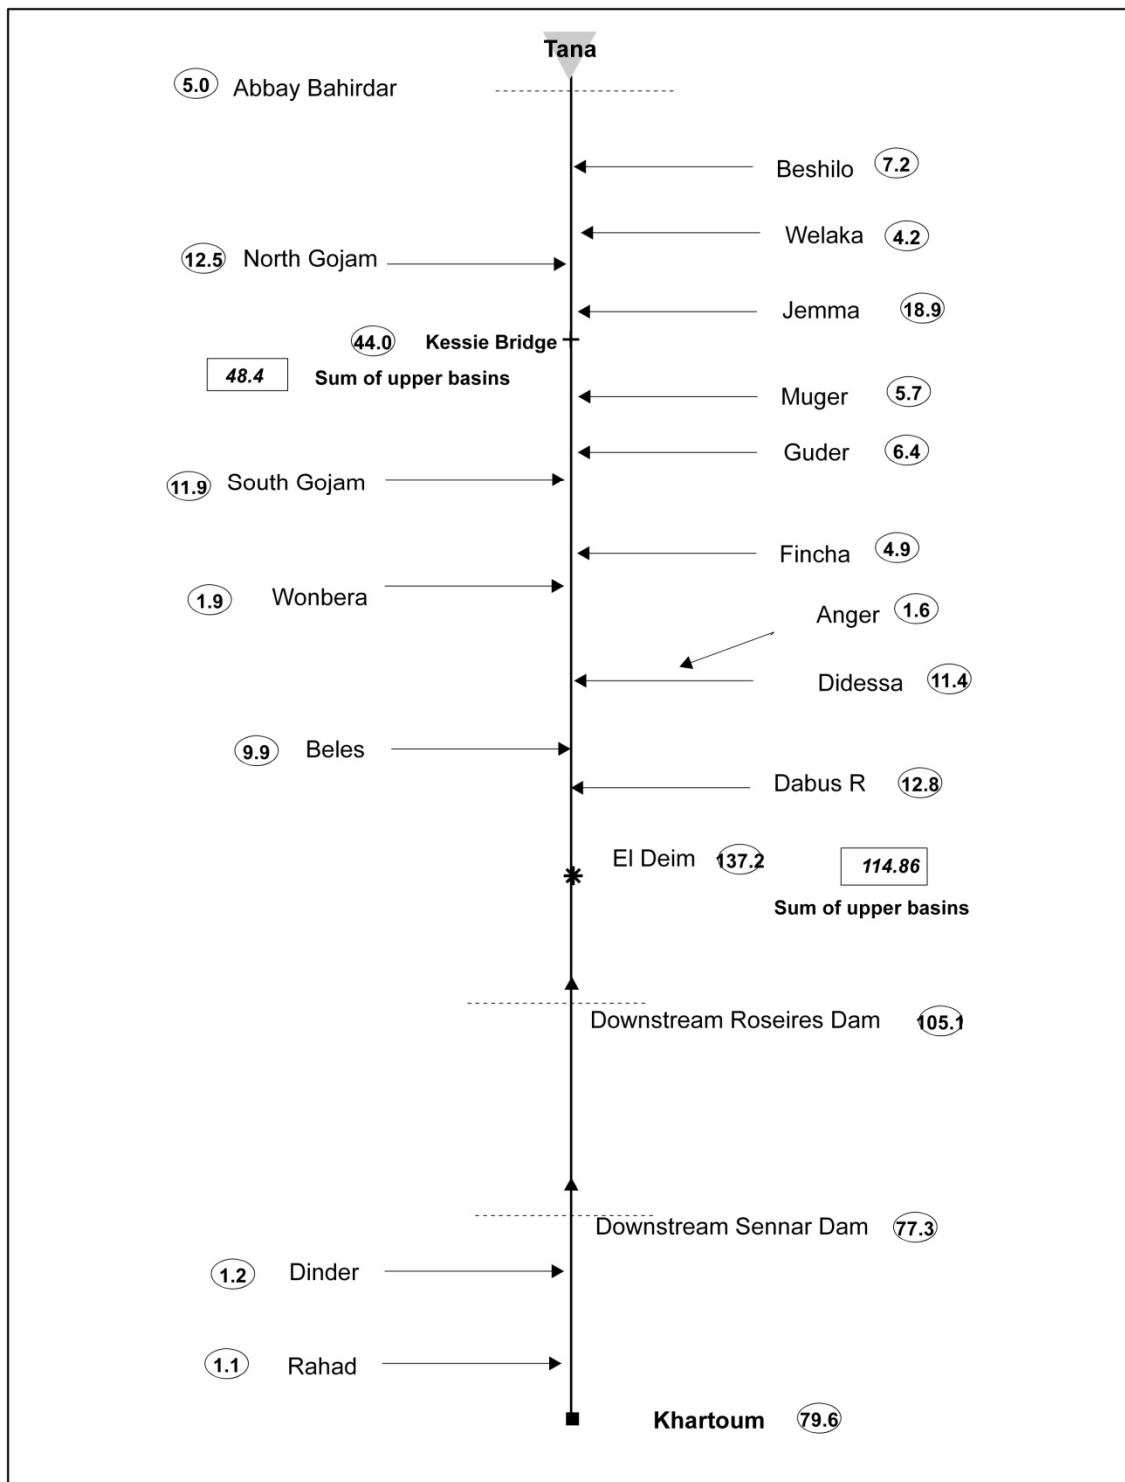 Tana
5.0 Abbay Bahirdar
Beshilo 7.2
Welaka 4.2
12.5 North Gojam
Jemma 18.9
44.0 Kessie Bridge
48.4 Sum of upper basins
Muger 5.7
Guder 6.4
11.9 South Gojam
Fincha 4.9
1.9 Wonbera
Anger 1.6
Didessa 11.4
9.9 Beles
Dabus R 12.8
El Deim 137.2 114.86
Sum of upper basins
Downstream Roseires Dam 105.1
Downstream Sennar Dam 77.3
1.2 Dinder
1.1 Rahad
Khartoum 79.6